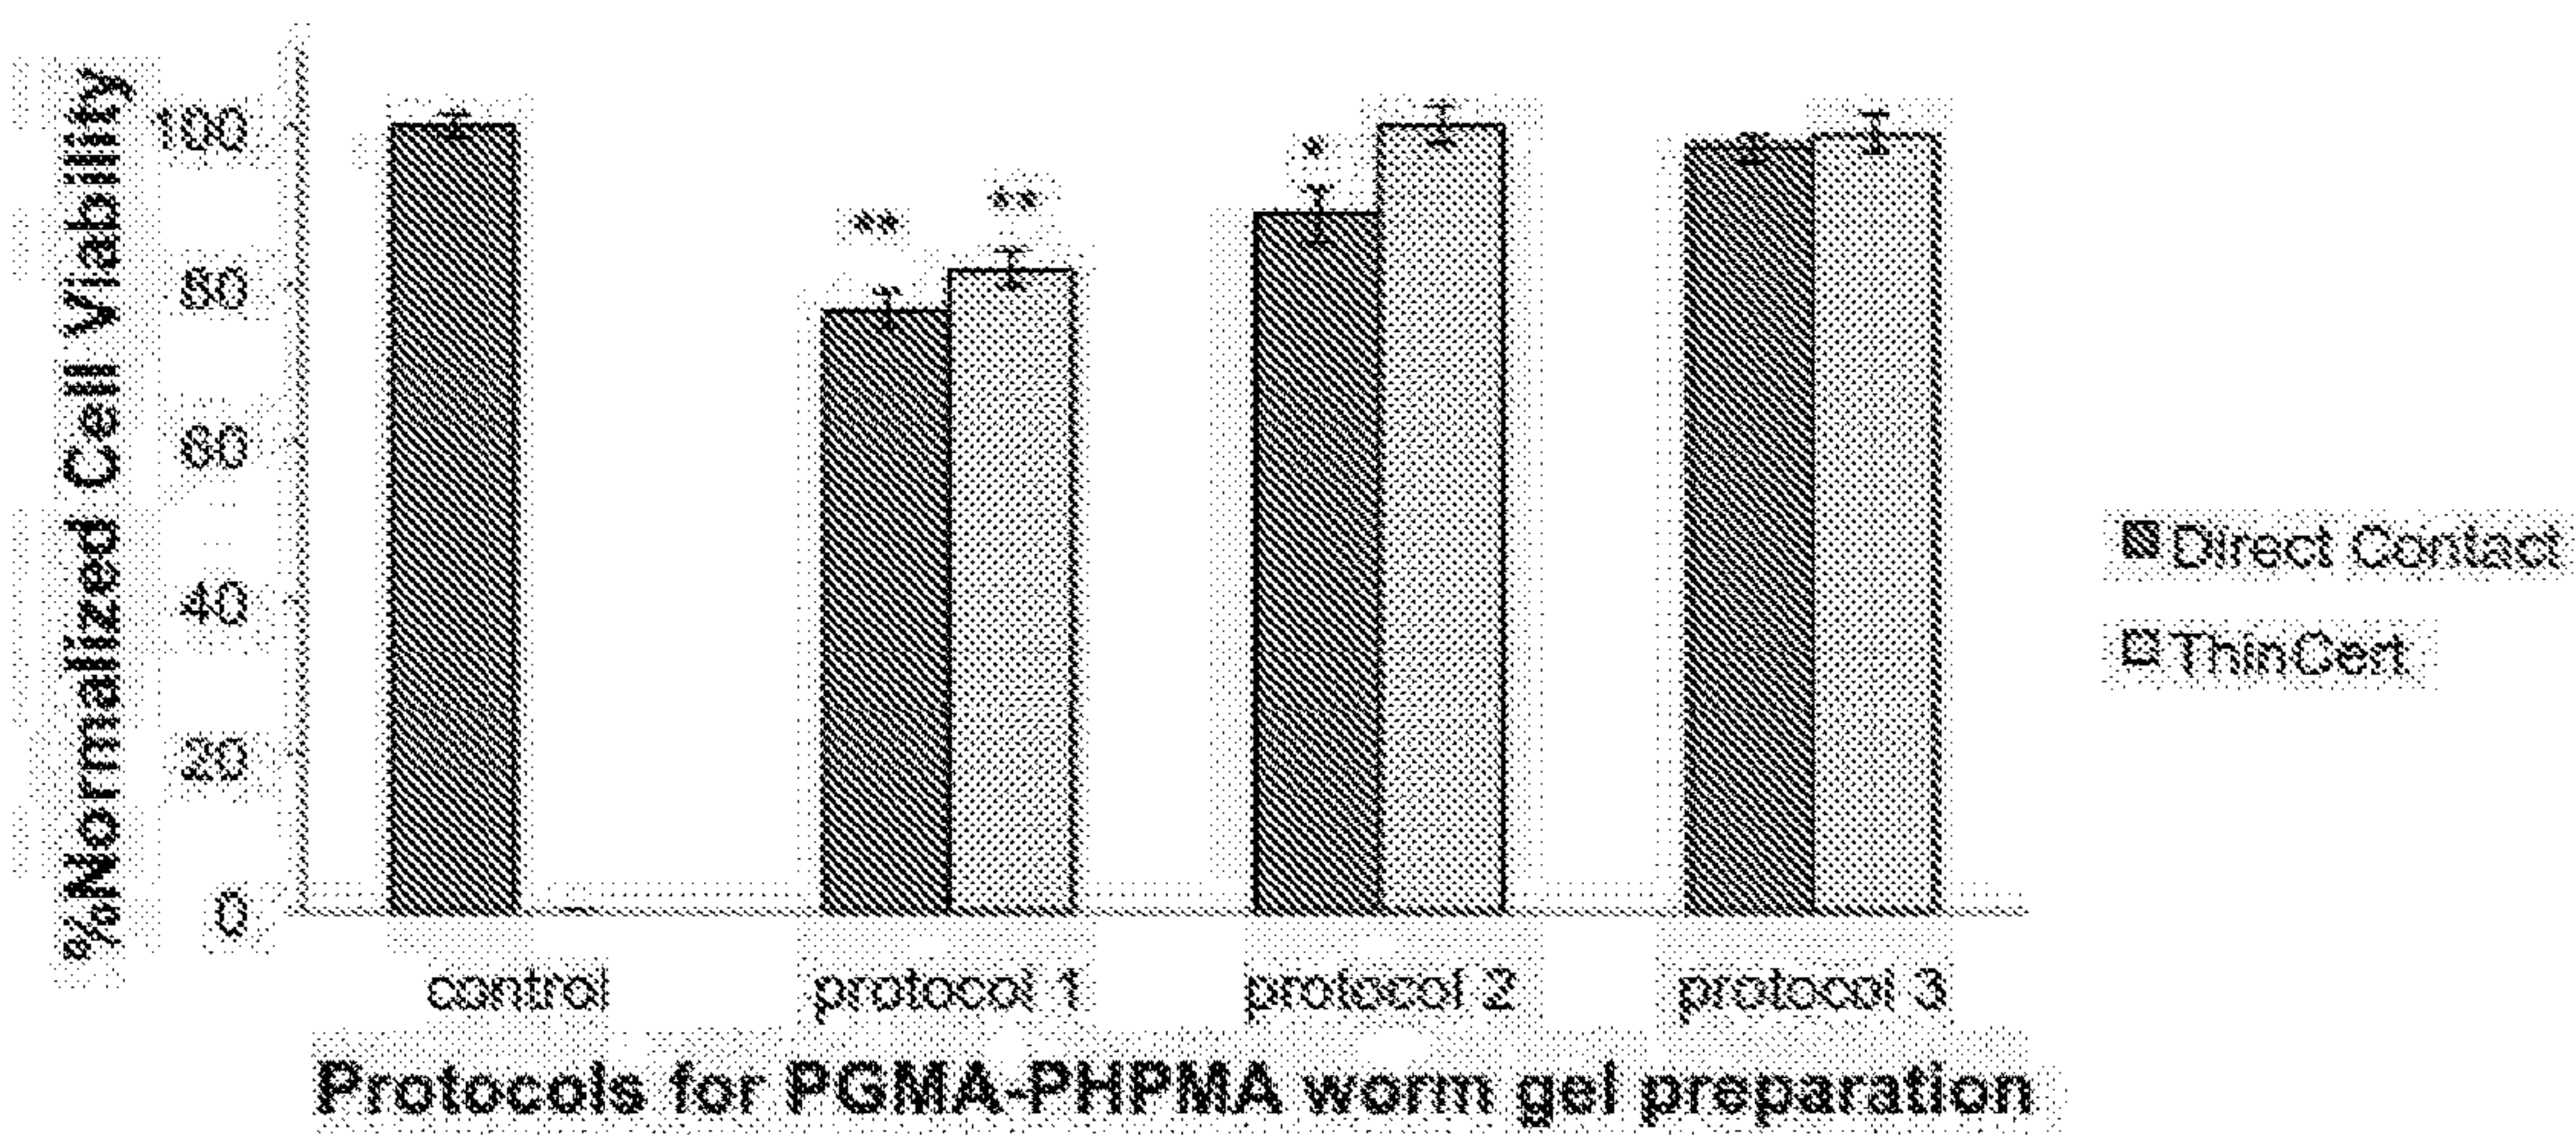 %Normalized Cell Viability
100
80
60
40
20
0
**
**
*
control protocol 1 protocol 2 protocol 3
Protocols for PGMA-PHPMA worm gel preparation
Direct Contact
ThinCert